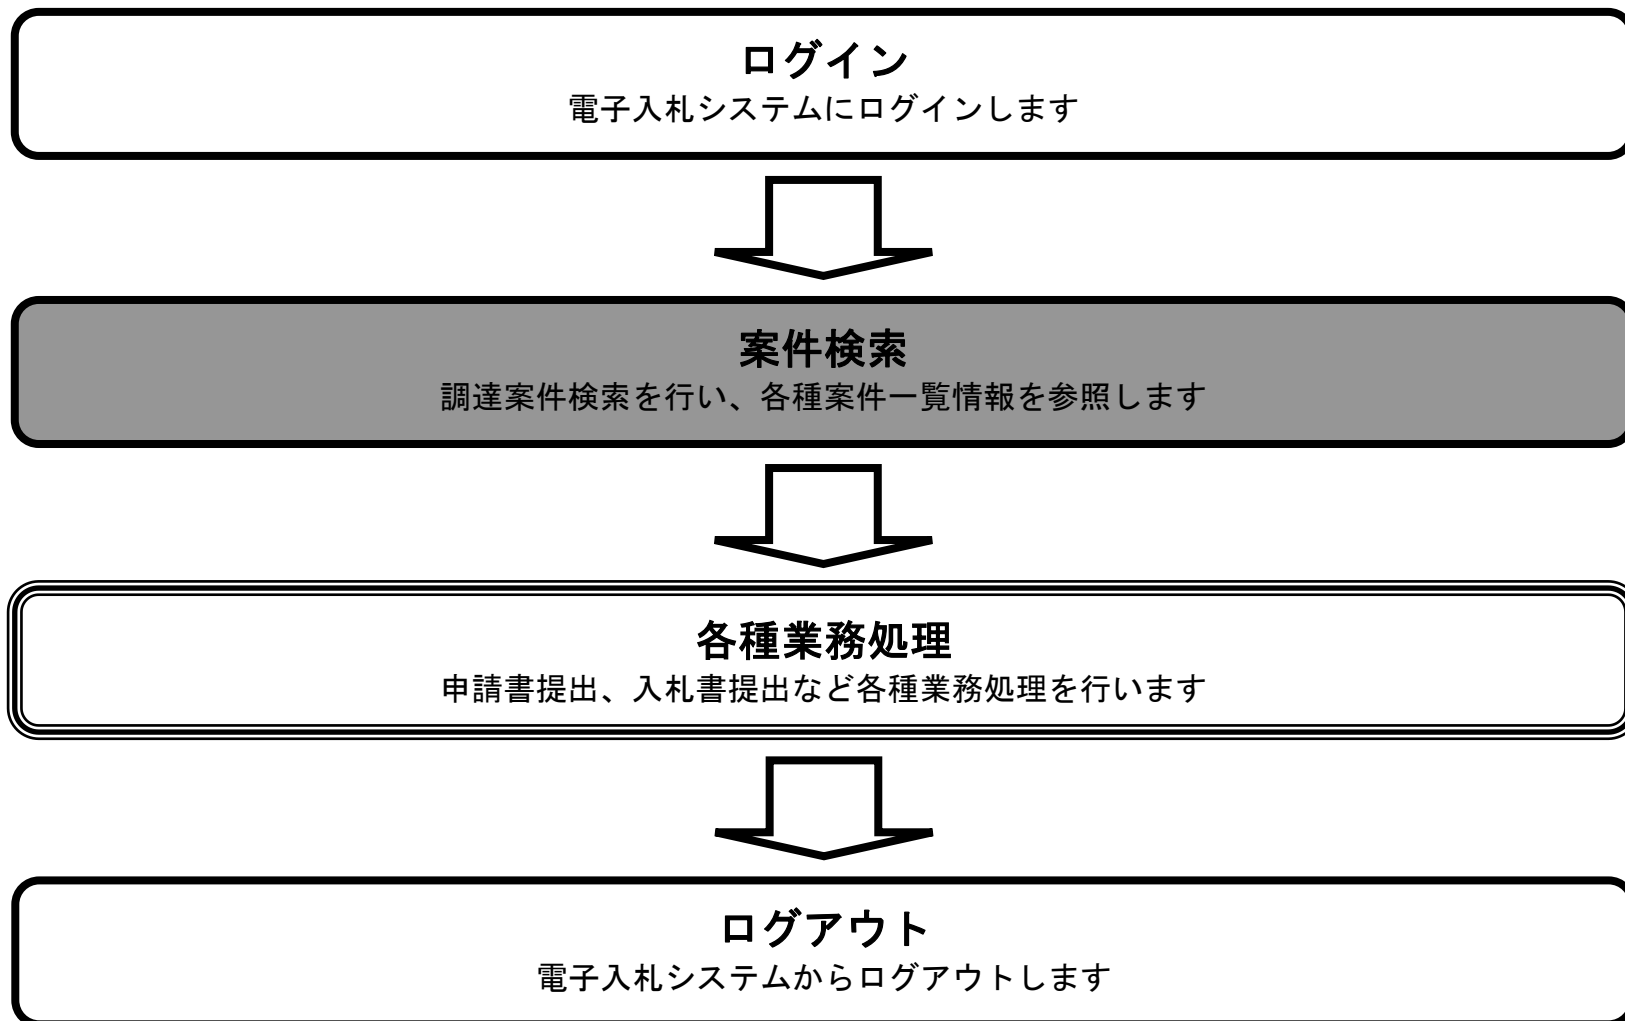 ログイン
電子入札システムにログインします
案件検索
調達案件検索を行い、各種案件一覧情報を参照します
各種業務処理
申請書提出、入札書提出など各種業務処理を行います
ログアウト
電子入札システムからログアウトします